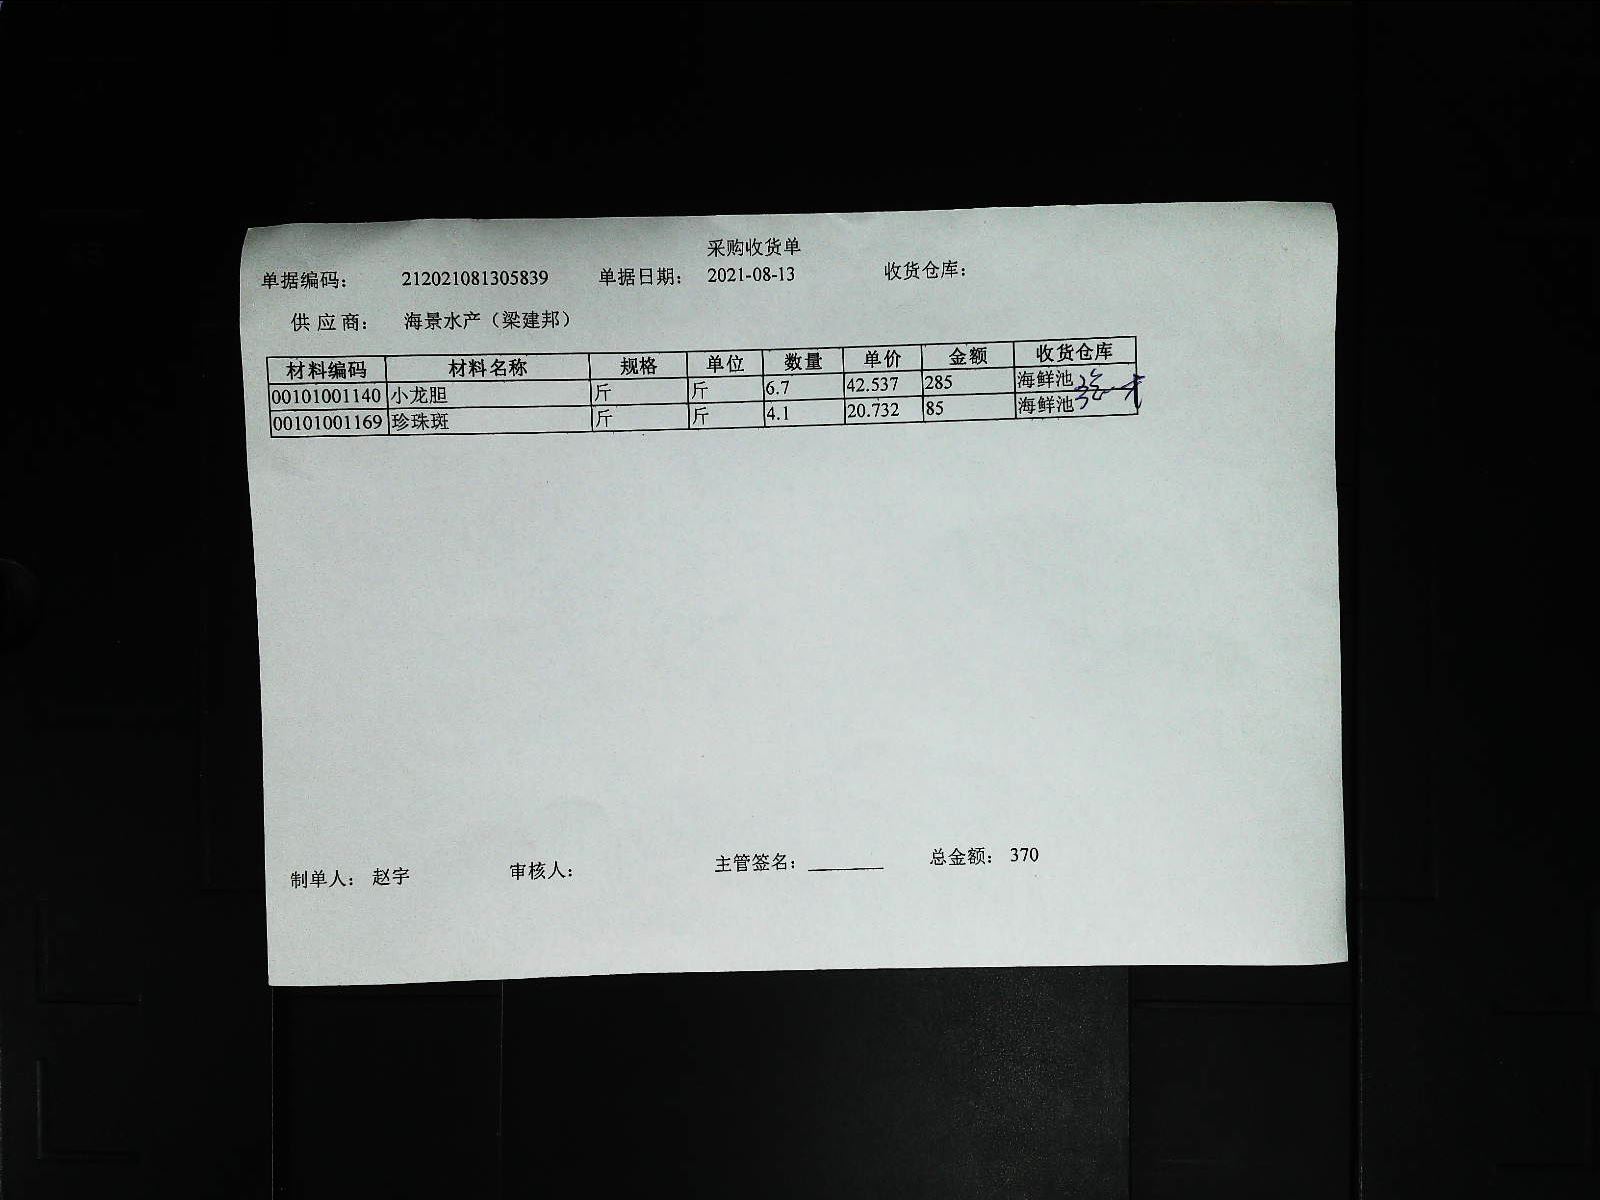 采购收货单
单据编码： 212021081305839 单据日期： 2021-08-13 收货仓库：
供应商： 海景水产（梁建邦）
材料编码 材料名称 规格 单位 数量 单价 金额 收货仓库
00101001140 小龙胆 斤 斤 6.7 42.537 285 海鲜池
00101001169 珍珠斑 斤 斤 4.1 20.732 85 海鲜池
制单人： 赵宇 审核人： 主管签名： 总金额： 370